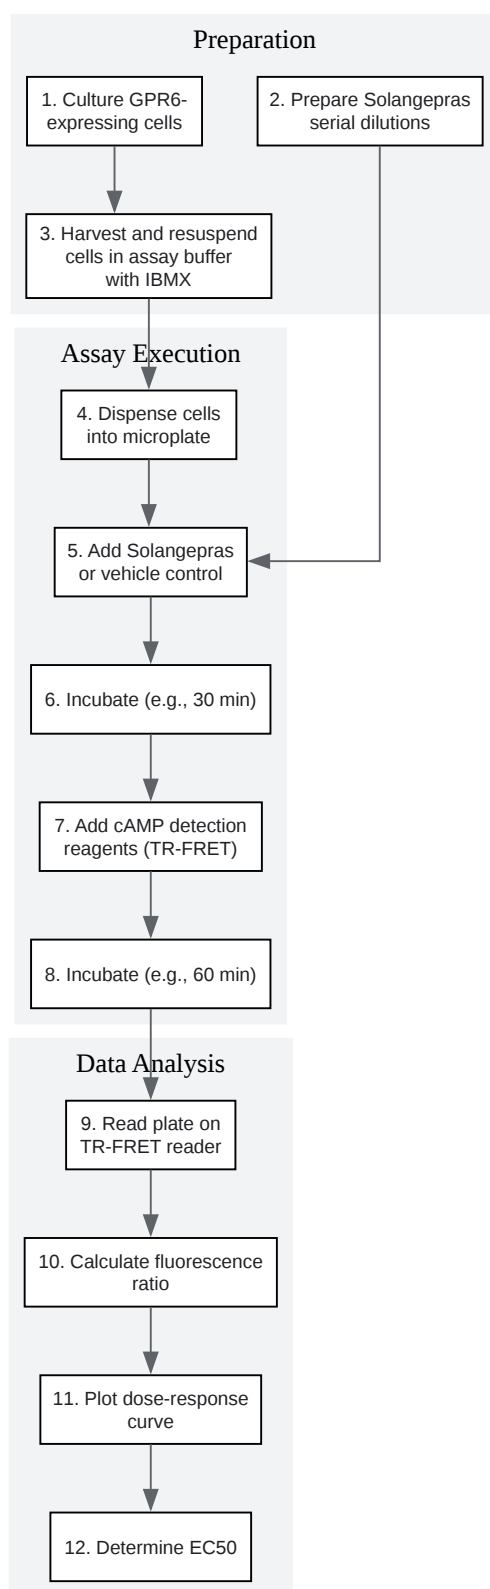 Preparation
1. Culture GPR6-
expressing cells
2. Prepare Solangepras
serial dilutions
3. Harvest and resuspend
cells in assay buffer
with IBMX
Assay Execution
4. Dispense cells
into microplate
5. Add Solangepras
or vehicle control
6. Incubate (e.g., 30 min)
7. Add cAMP detection
reagents (TR-FRET)
8. Incubate (e.g., 60 min)
Data Analysis
9. Read plate on
TR-FRET reader
10. Calculate fluorescence
ratio
11. Plot dose-response
curve
12. Determine EC50